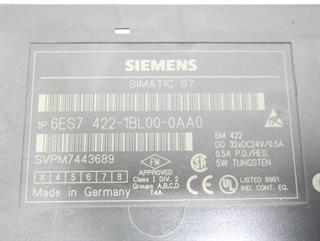 SIEMENS
SIMATIC S7
1P 6ES7 422-1BL00-0AA0
SVPM7443689
SM 422
DO 32xDC24V/0.5A
0.5A P.D./RES.
5W TUNGSTEN
FM
APPROVED
Class I DIV. 2
Groups A,B,C,D
T4A
X 4 5 6 7 8
Made in Germany
UL
LISTED 69B1
IND. CONT. EQ.